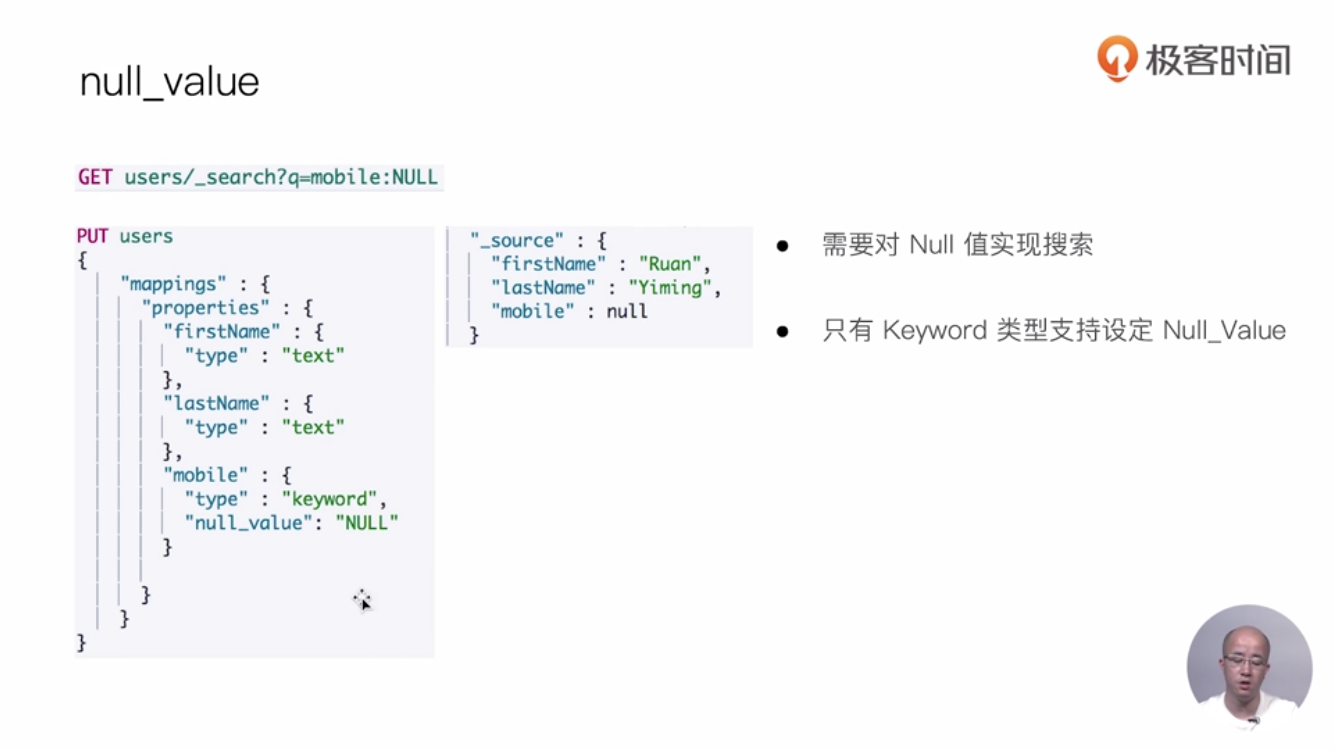 极客时间
null_value
GET users/_search?q=mobile:NULL
PUT users
{
"mappings" : {
"properties" : {
"firstName" : {
"type" : "text"
},
"lastName" : {
"type" : "text"
},
"mobile" : {
"type" : "keyword",
"null_value": "NULL"
}
}
}
}
"_source" : {
"firstName" : "Ruan",
"lastName" : "Yiming",
"mobile" : null
}
● 需要对 Null 值实现搜索
● 只有 Keyword 类型支持设定 Null_Value